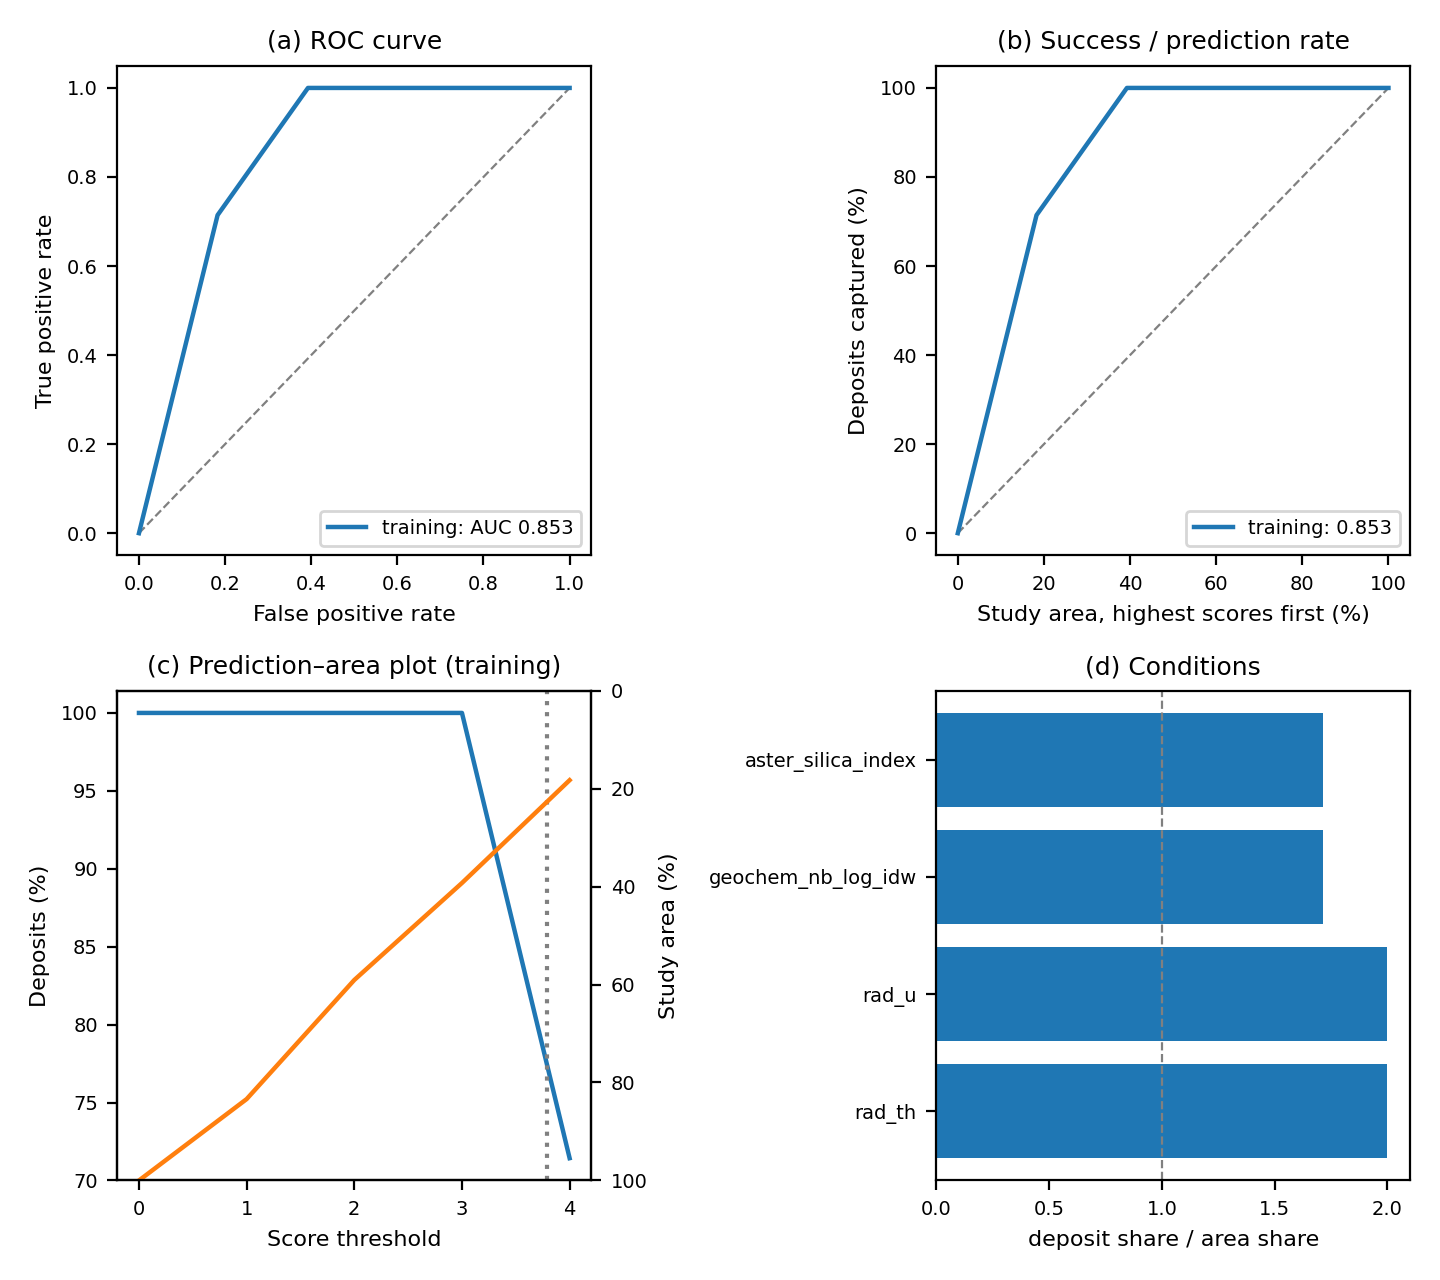 (a) ROC curve
True positive rate
1.0
0.8
0.6
0.4
0.2
0.0
training: AUC 0.853
0.0 0.2 0.4 0.6 0.8 1.0
False positive rate
(b) Success / prediction rate
Deposits captured (%)
100
80
60
40
20
0
training: 0.853
0 20 40 60 80 100
Study area, highest scores first (%)
(c) Prediction–area plot (training)
Deposits (%)
100
95
90
85
80
75
70
0
20
40
60
80
100
Study area (%)
0 1 2 3 4
Score threshold
(d) Conditions
aster_silica_index
geochem_nb_log_idw
rad_u
rad_th
0.0 0.5 1.0 1.5 2.0
deposit share / area share